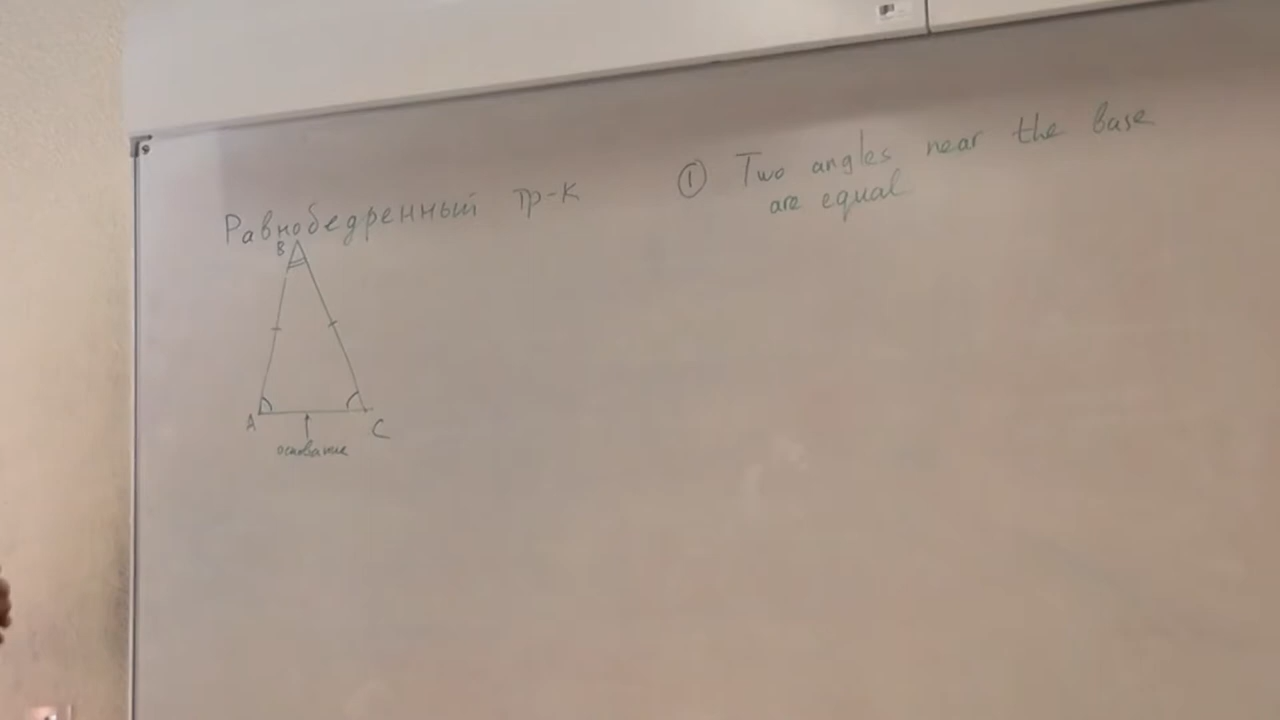 Равнобедренный тр-к
B
A
C
основание
① Two angles near the base
are equal